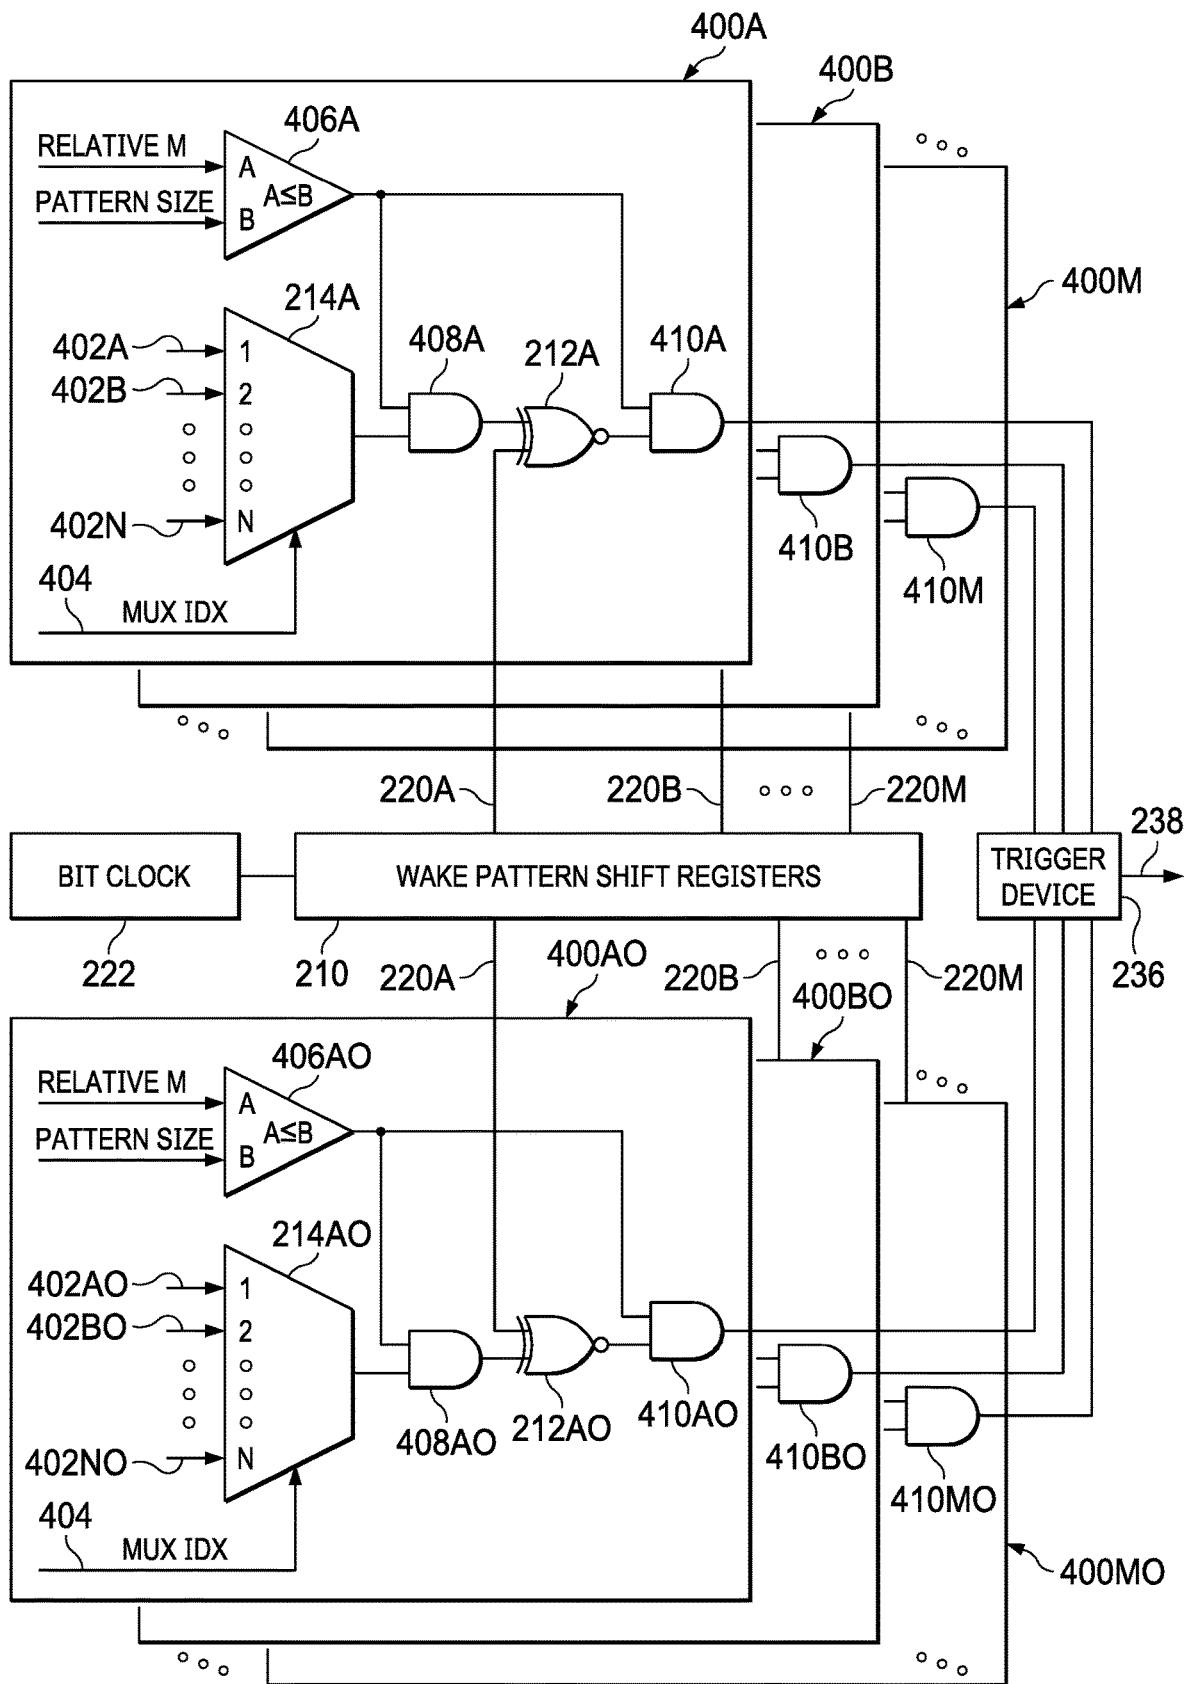 400A
400B
406A
RELATIVE M
A
A≤B
PATTERN SIZE
B
400M
214A
402A
1
408A
212A
410A
402B
2
402N
N
410B
404
MUX IDX
410M
220A
220B
220M
238
BIT CLOCK
WAKE PATTERN SHIFT REGISTERS
TRIGGER
DEVICE
222
210
220A
400AO
220B
220M
236
400BO
406AO
RELATIVE M
A
A≤B
PATTERN SIZE
B
214AO
402AO
1
402BO
2
408AO
212AO
410AO
410BO
402NO
N
410MO
404
MUX IDX
400MO